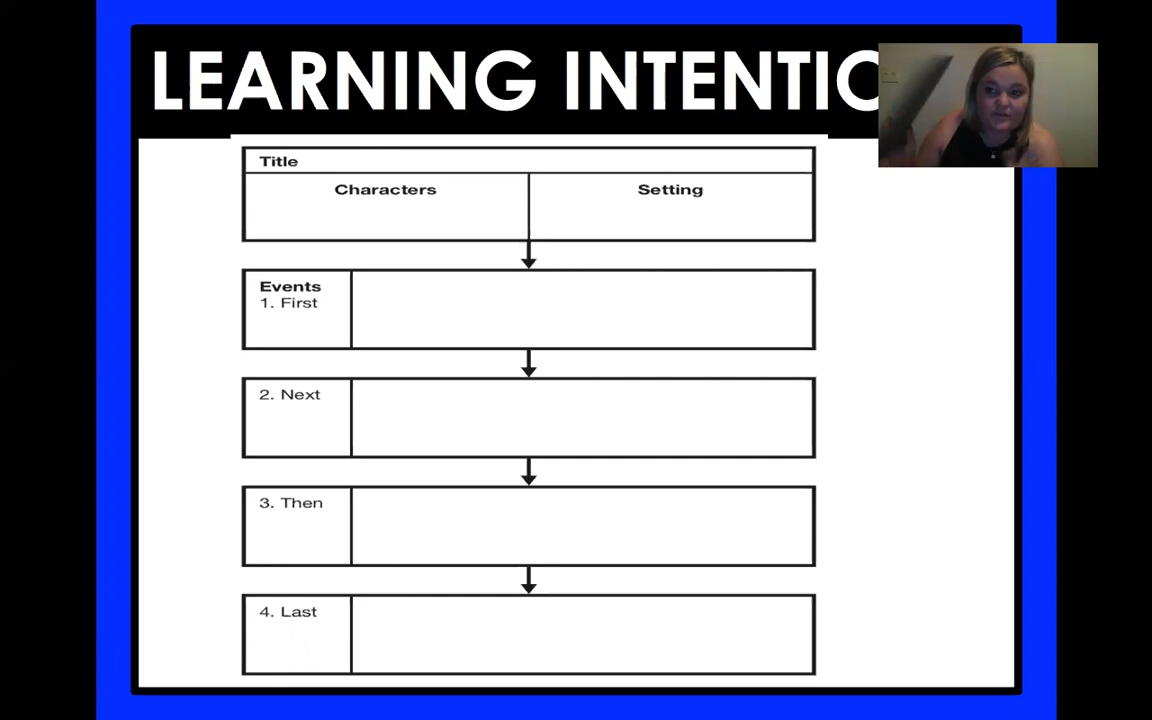 LEARNING INTENTIO
Title
Characters
Setting
Events
1. First
2. Next
3. Then
4. Last